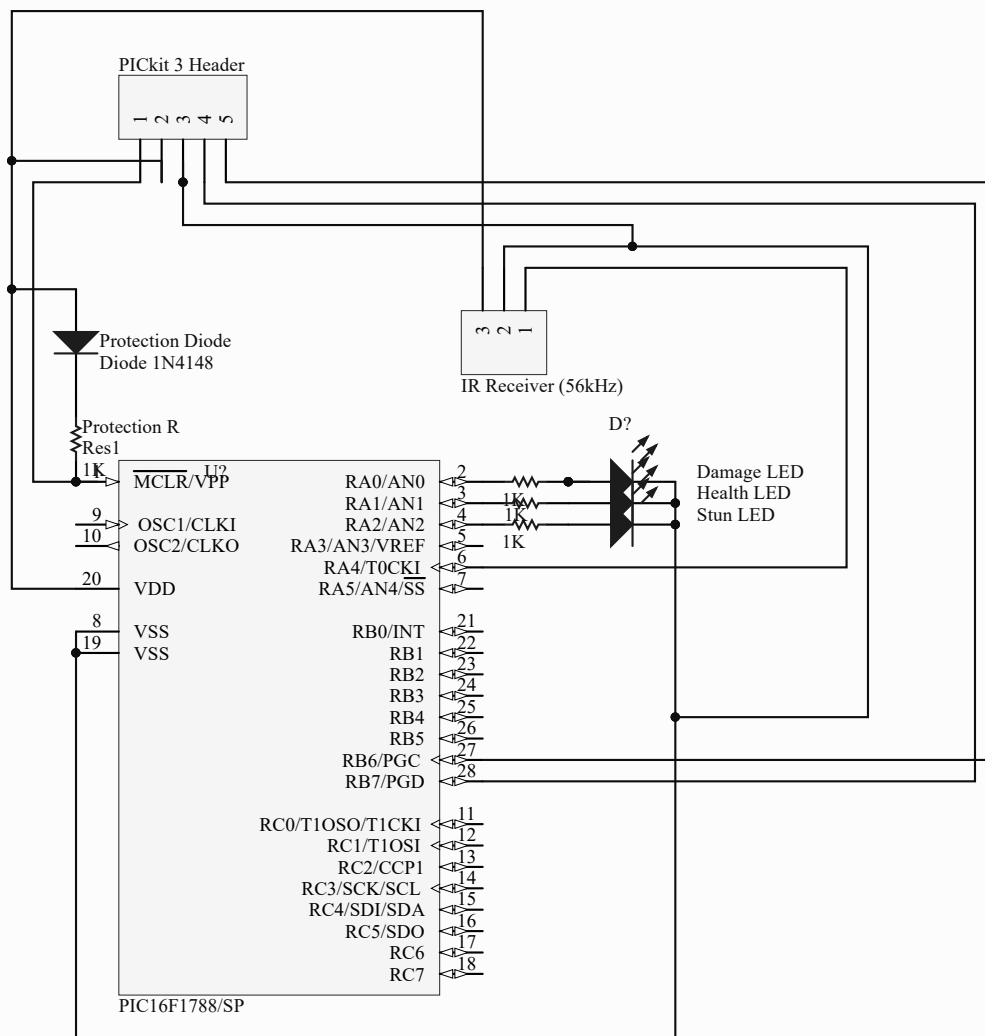 PICkit 3 Header
1 2 3 4 5
3 2 1
Protection Diode
Diode 1N4148
IR Receiver (56kHz)
Protection R
Res1
1K
D?
U?
1 MCLR/VPP
9 OSC1/CLKI
10 OSC2/CLKO
20 VDD
8 VSS
19 VSS
RA0/AN0 2
RA1/AN1 3
RA2/AN2 4
RA3/AN3/VREF 5
RA4/T0CKI 6
RA5/AN4/SS 7
1K
1K
1K
Damage LED
Health LED
Stun LED
RB0/INT 21
RB1 22
RB2 23
RB3 24
RB4 25
RB5 26
RB6/PGC 27
RB7/PGD 28
RC0/T1OSO/T1CKI 11
RC1/T1OSI 12
RC2/CCP1 13
RC3/SCK/SCL 14
RC4/SDI/SDA 15
RC5/SDO 16
RC6 17
RC7 18
PIC16F1788/SP